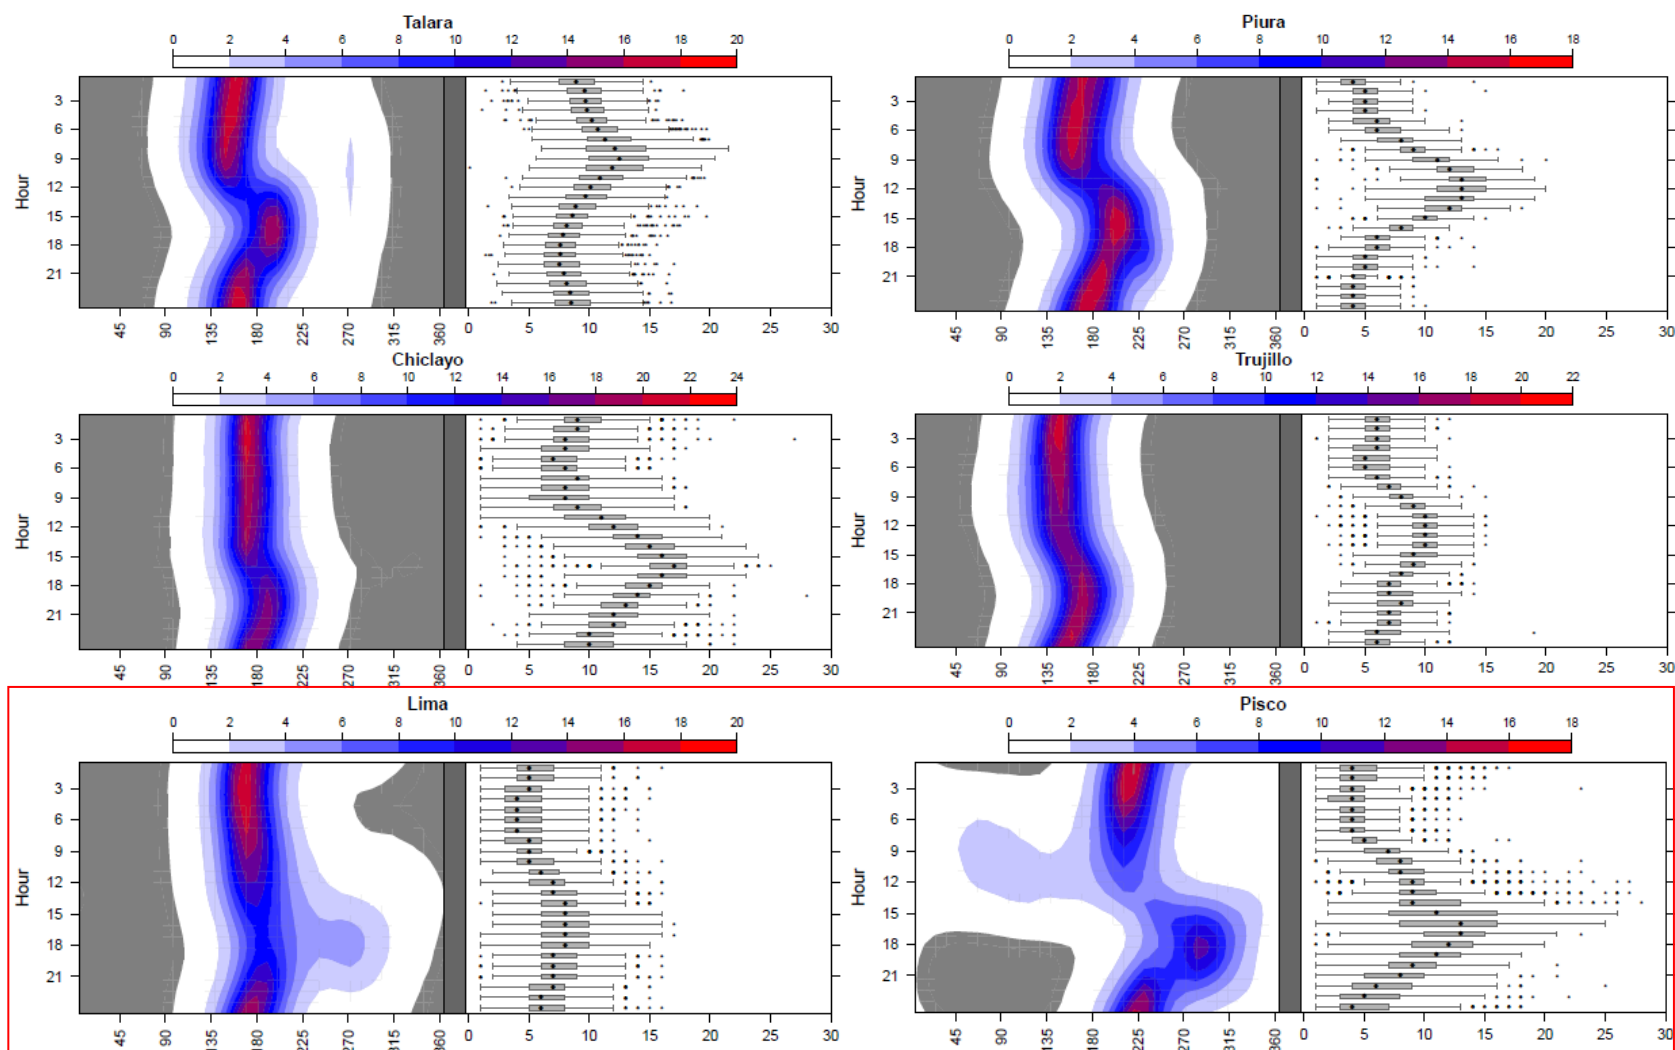 Talara Piura
0 2 4 6 8 10 12 14 16 18 20 0 2 4 6 8 10 12 14 16 18
Hour 3 6 9 12 15 18 21 Hour 3 6 9 12 15 18 21
45 90 135 180 225 270 315 360 0 5 10 15 20 25 30 45 90 135 180 225 270 315 360 0 5 10 15 20 25 30
Chiclayo Trujillo
0 2 4 6 8 10 12 14 16 18 20 22 24 0 2 4 6 8 10 12 14 16 18 20 22
Hour 3 6 9 12 15 18 21 Hour 3 6 9 12 15 18 21
45 90 135 180 225 270 315 360 0 5 10 15 20 25 30 45 90 135 180 225 270 315 360 0 5 10 15 20 25 30
Lima Pisco
0 2 4 6 8 10 12 14 16 18 20 0 2 4 6 8 10 12 14 16 18
Hour 3 6 9 12 15 18 21 Hour 3 6 9 12 15 18 21
45 90 135 180 225 270 315 360 0 5 10 15 20 25 30 45 90 135 180 225 270 315 360 0 5 10 15 20 25 30